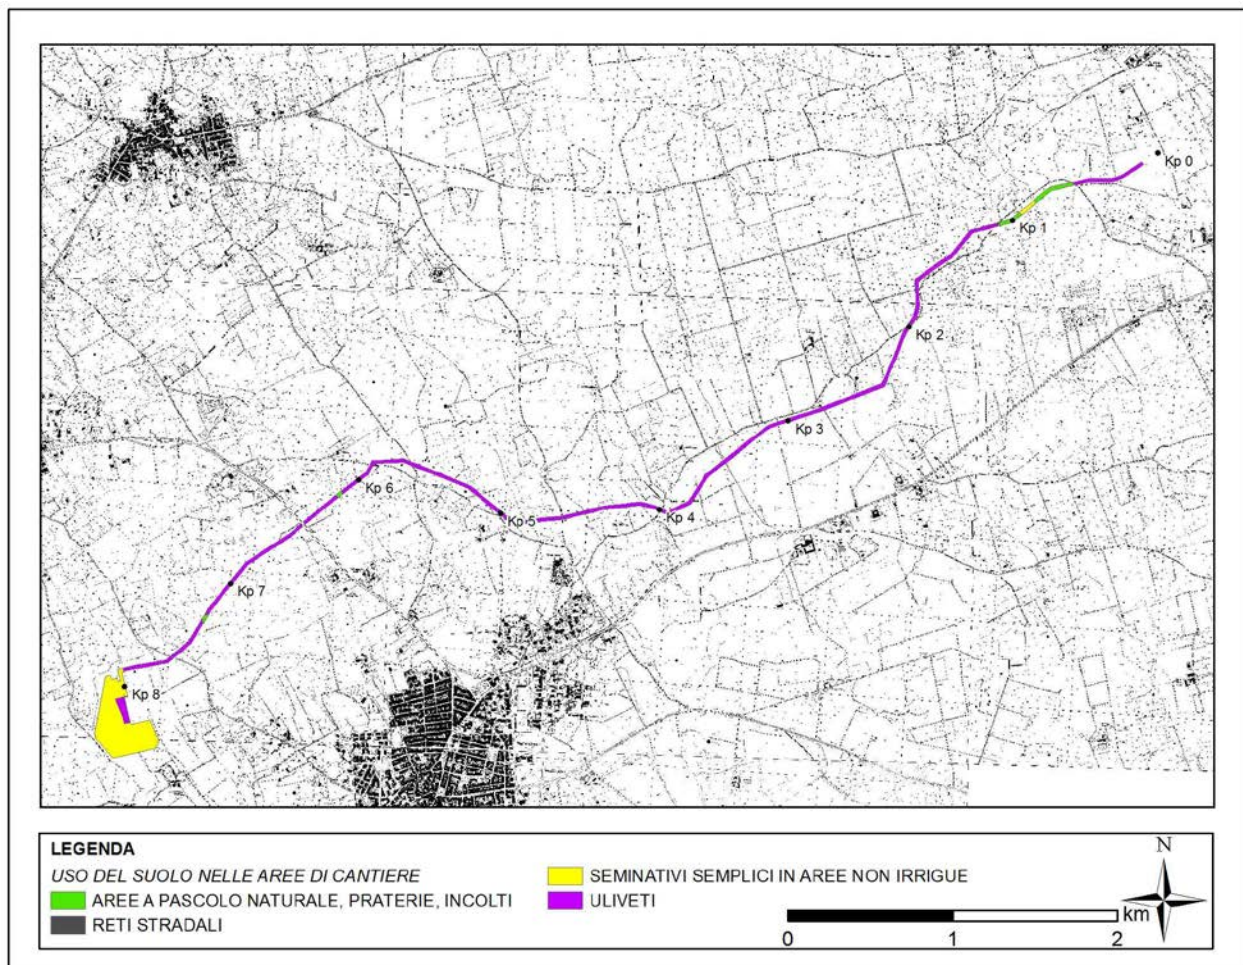 Kp 0
Kp 1
Kp 2
Kp 3
Kp 4
Kp 5
Kp 6
Kp 7
Kp 8
LEGENDA
USO DEL SUOLO NELLE AREE DI CANTIERE
AREE A PASCOLO NATURALE, PRATERIE, INCOLTI
RETI STRADALI
SEMINATIVI SEMPLICI IN AREE NON IRRIGUE
ULIVETI
N
km
0 1 2